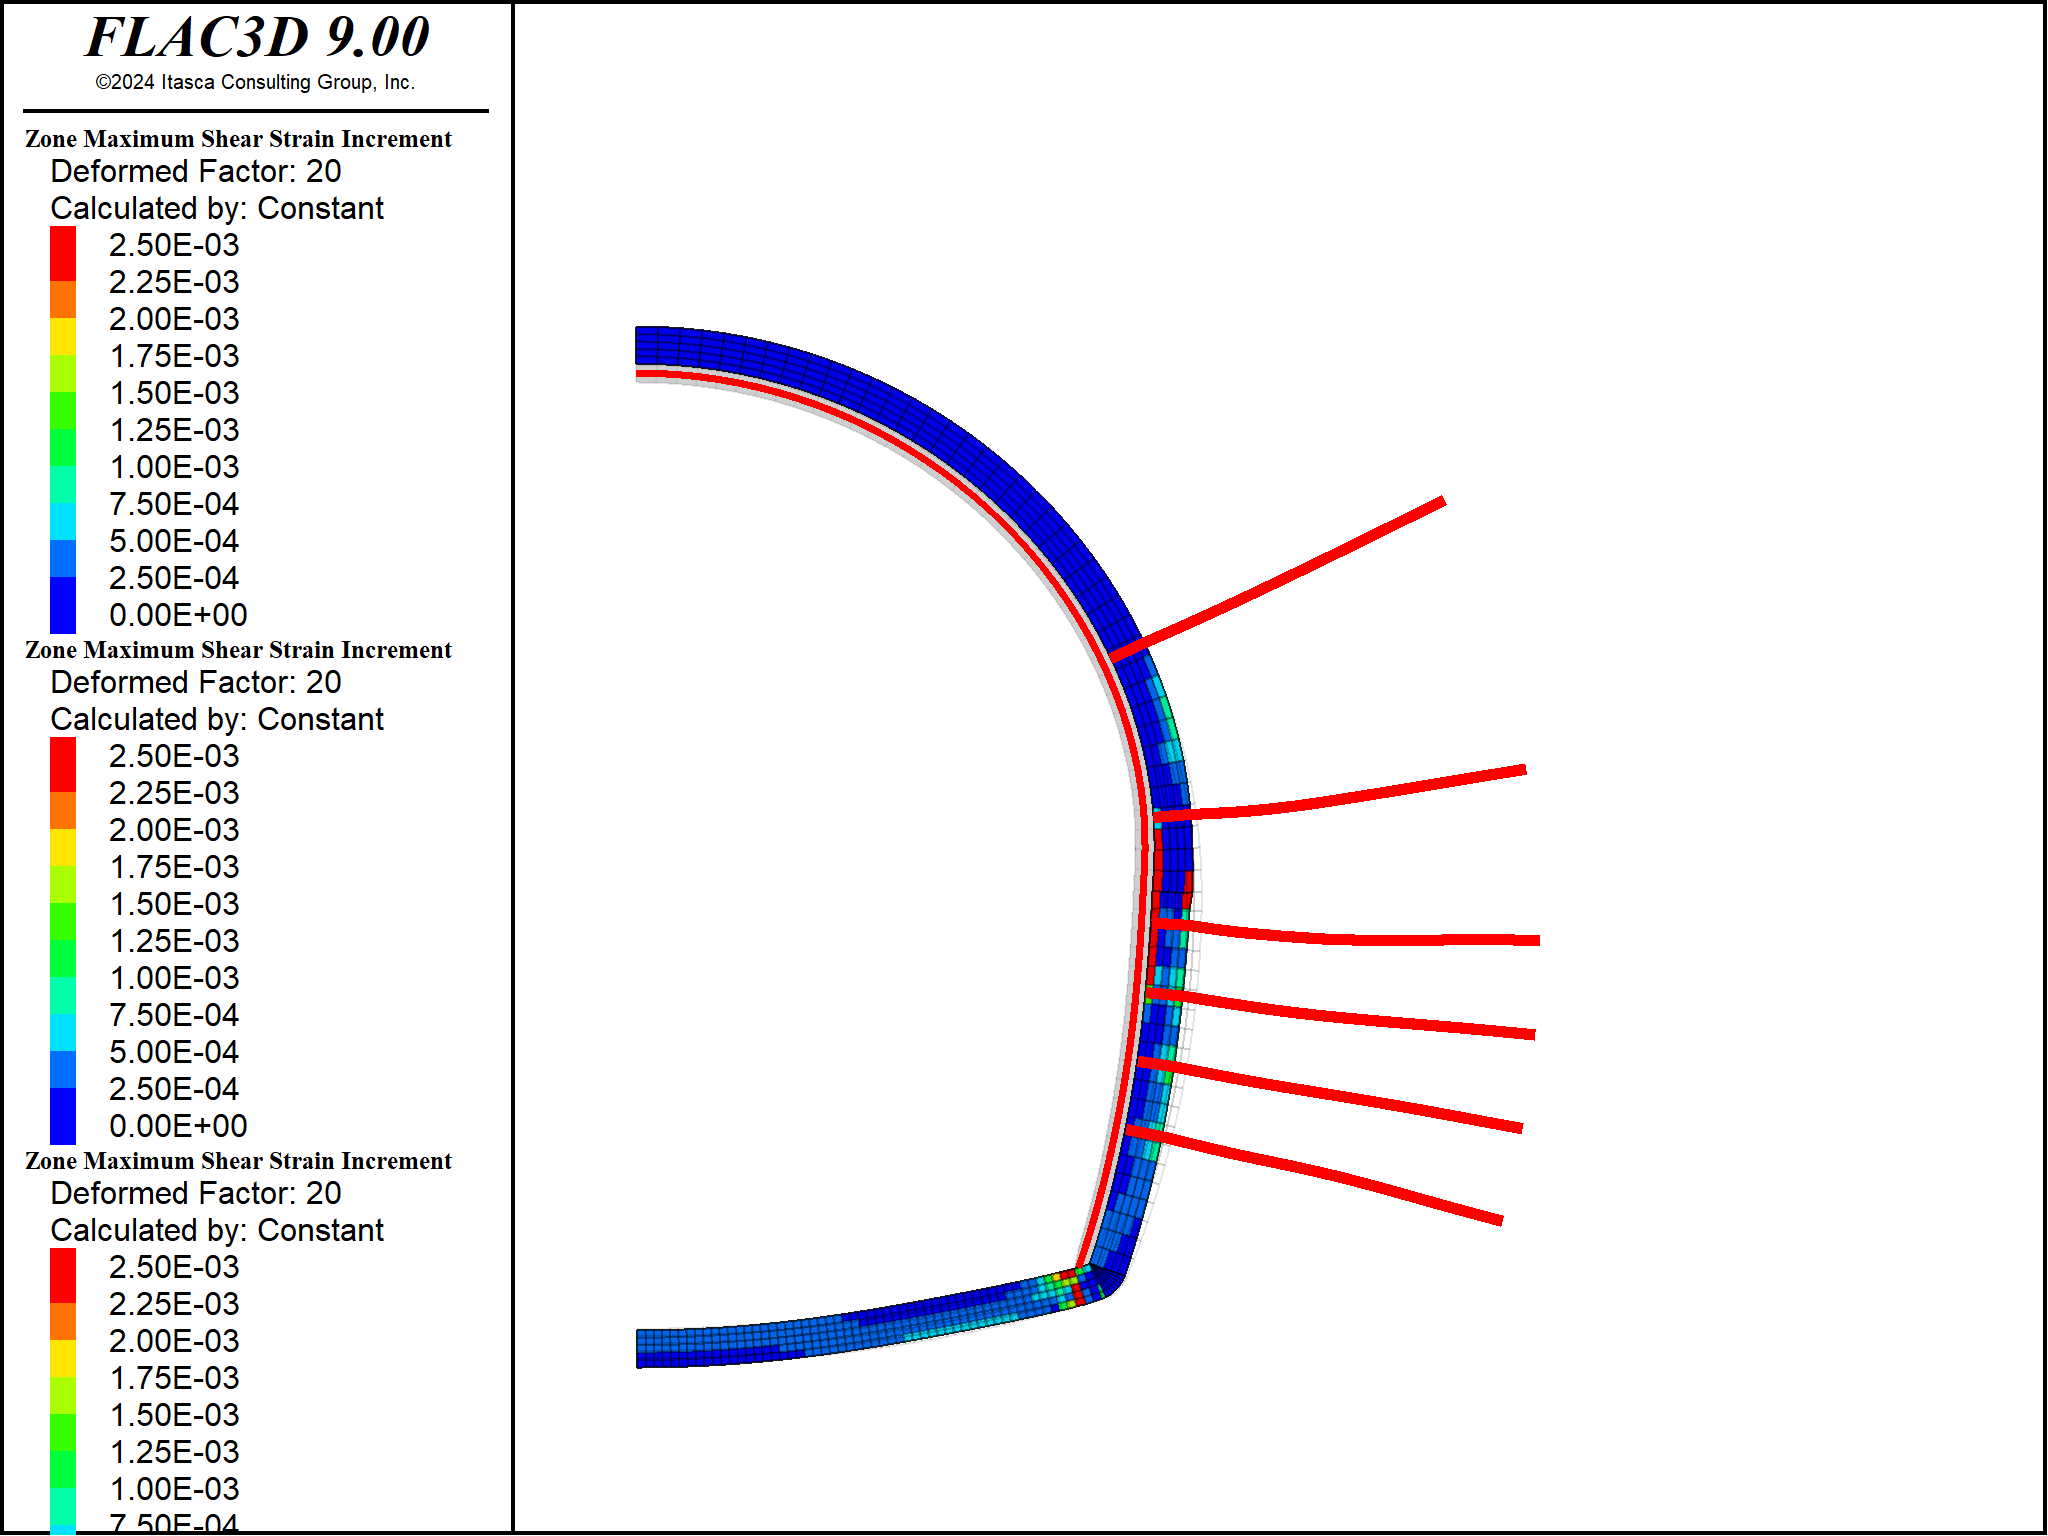 FLAC3D 9.00
©2024 Itasca Consulting Group, Inc.
Zone Maximum Shear Strain Increment
Deformed Factor: 20
Calculated by: Constant
2.50E-03
2.25E-03
2.00E-03
1.75E-03
1.50E-03
1.25E-03
1.00E-03
7.50E-04
5.00E-04
2.50E-04
0.00E+00
Zone Maximum Shear Strain Increment
Deformed Factor: 20
Calculated by: Constant
2.50E-03
2.25E-03
2.00E-03
1.75E-03
1.50E-03
1.25E-03
1.00E-03
7.50E-04
5.00E-04
2.50E-04
0.00E+00
Zone Maximum Shear Strain Increment
Deformed Factor: 20
Calculated by: Constant
2.50E-03
2.25E-03
2.00E-03
1.75E-03
1.50E-03
1.25E-03
1.00E-03
7.50E-04